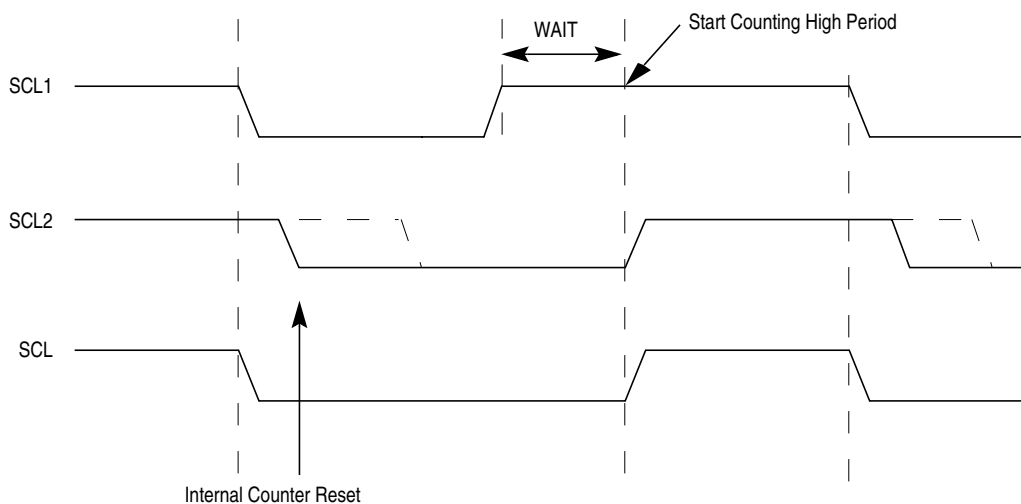 WAIT
Start Counting High Period
SCL1
SCL2
SCL
Internal Counter Reset